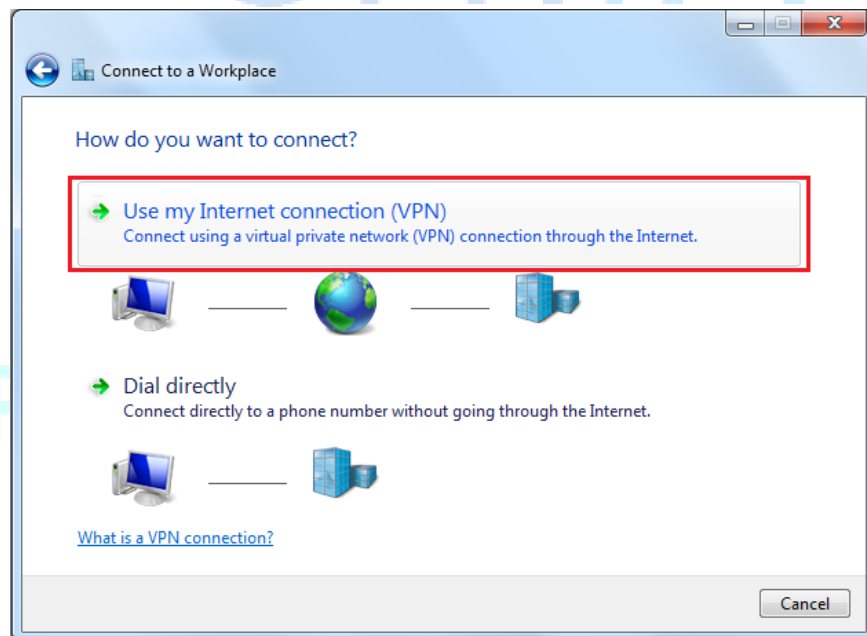 Connect to a Workplace
How do you want to connect?
Use my Internet connection (VPN)
Connect using a virtual private network (VPN) connection through the Internet.
Dial directly
Connect directly to a phone number without going through the Internet.
What is a VPN connection?
Cancel